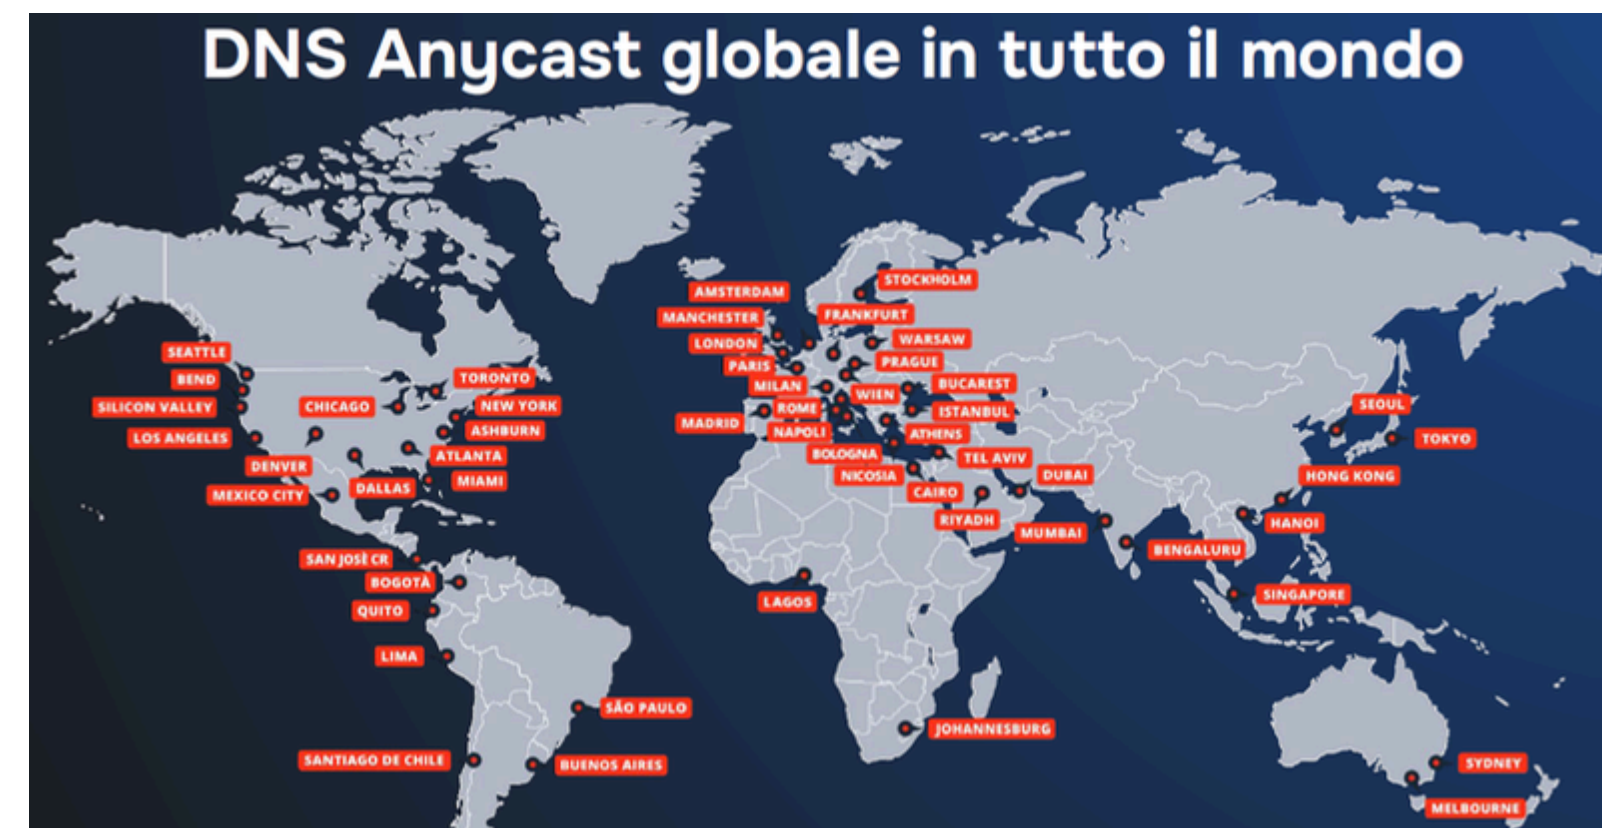 DNS Anycast globale in tutto il mondo
STOCKHOLM
AMSTERDAM
FRANKFURT
MANCHESTER
WARSAW
LONDON
PRAGUE
PARIS
SEATTLE
BEND
TORONTO
MILAN
BUCAREST
WIEN
SILICON VALLEY
CHICAGO
NEW YORK
ROME
ISTANBUL
SEOUL
MADRID
LOS ANGELES
ASHBURN
NAPOLI
ATHENS
TOKYO
DENVER
ATLANTA
BOLOGNA
TEL AVIV
NICOSIA
DUBAI
HONG KONG
MEXICO CITY
DALLAS
MIAMI
CAIRO
RIYADH
MUMBAI
HANOI
BENGALURU
SAN JOSÈ CR
BOGOTÀ
QUITO
LAGOS
SINGAPORE
LIMA
SÃO PAULO
JOHANNESBURG
SANTIAGO DE CHILE
BUENOS AIRES
SYDNEY
MELBOURNE